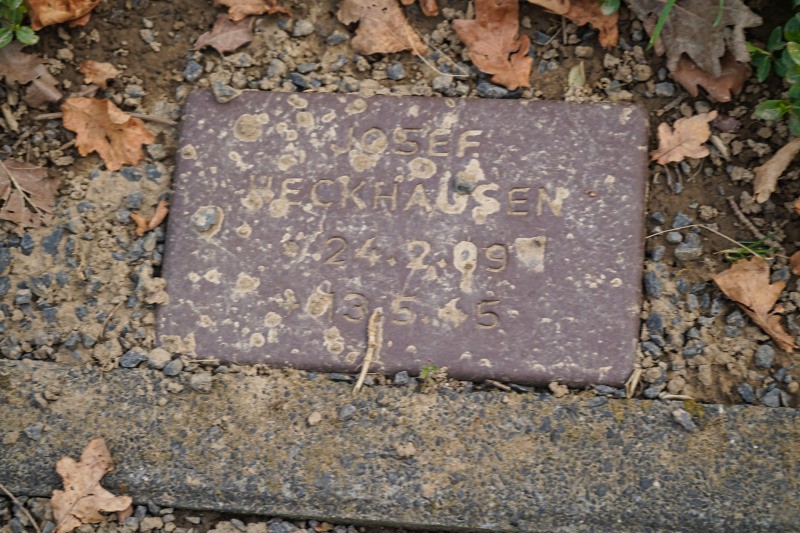 JOSEF
HECKHAUSEN
* 24.2.09
+ 13.5.45